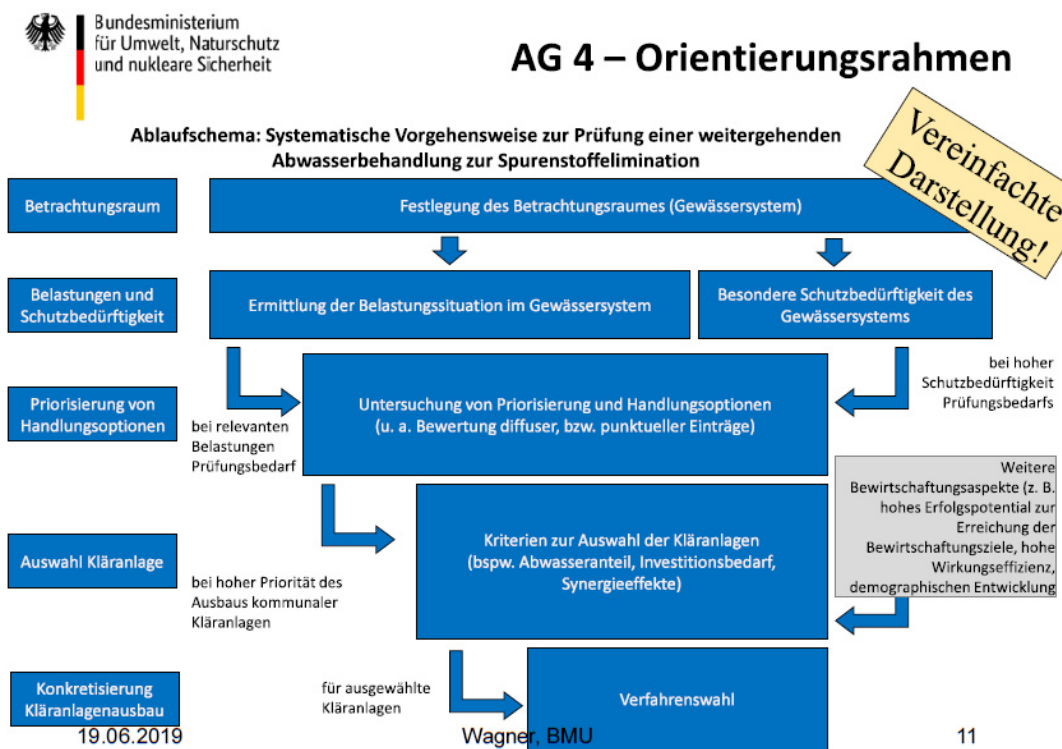 Bundesministerium
für Umwelt, Naturschutz
und nukleare Sicherheit
AG 4 – Orientierungsrahmen
Ablaufschema: Systematische Vorgehensweise zur Prüfung einer weitergehenden
Abwasserbehandlung zur Spurenstoffelimination
Vereinfachte
Darstellung!
Betrachtungsraum
Festlegung des Betrachtungsraumes (Gewässersystem)
Belastungen und
Schutzbedürftigkeit
Ermittlung der Belastungssituation im Gewässersystem
Besondere Schutzbedürftigkeit des
Gewässersystems
bei hoher
Schutzbedürftigkeit
Prüfungsbedarfs
Priorisierung von
Handlungsoptionen
bei relevanten
Belastungen
Prüfungsbedarf
Untersuchung von Priorisierung und Handlungsoptionen
(u. a. Bewertung diffuser, bzw. punktueller Einträge)
Weitere
Bewirtschaftungsaspekte (z. B.
hohes Erfolgspotential zur
Erreichung der
Bewirtschaftungsziele, hohe
Wirkungseffizienz,
demographischen Entwicklung
Auswahl Kläranlage
bei hoher Priorität des
Ausbaus kommunaler
Kläranlagen
Kriterien zur Auswahl der Kläranlagen
(bspw. Abwasseranteil, Investitionsbedarf,
Synergieeffekte)
Konkretisierung
Kläranlagenausbau
für ausgewählte
Kläranlagen
Verfahrenswahl
19.06.2019
Wagner, BMU
11